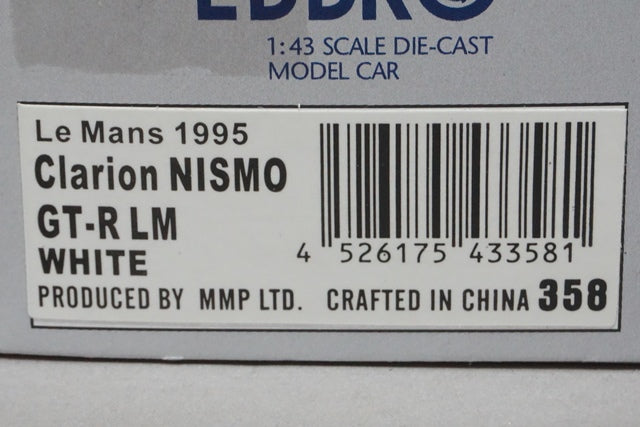 EBBRO
1:43 SCALE DIE-CAST
MODEL CAR
Le Mans 1995
Clarion NISMO
GT-R LM
WHITE
4 526175 433581
PRODUCED BY MMP LTD. CRAFTED IN CHINA 358